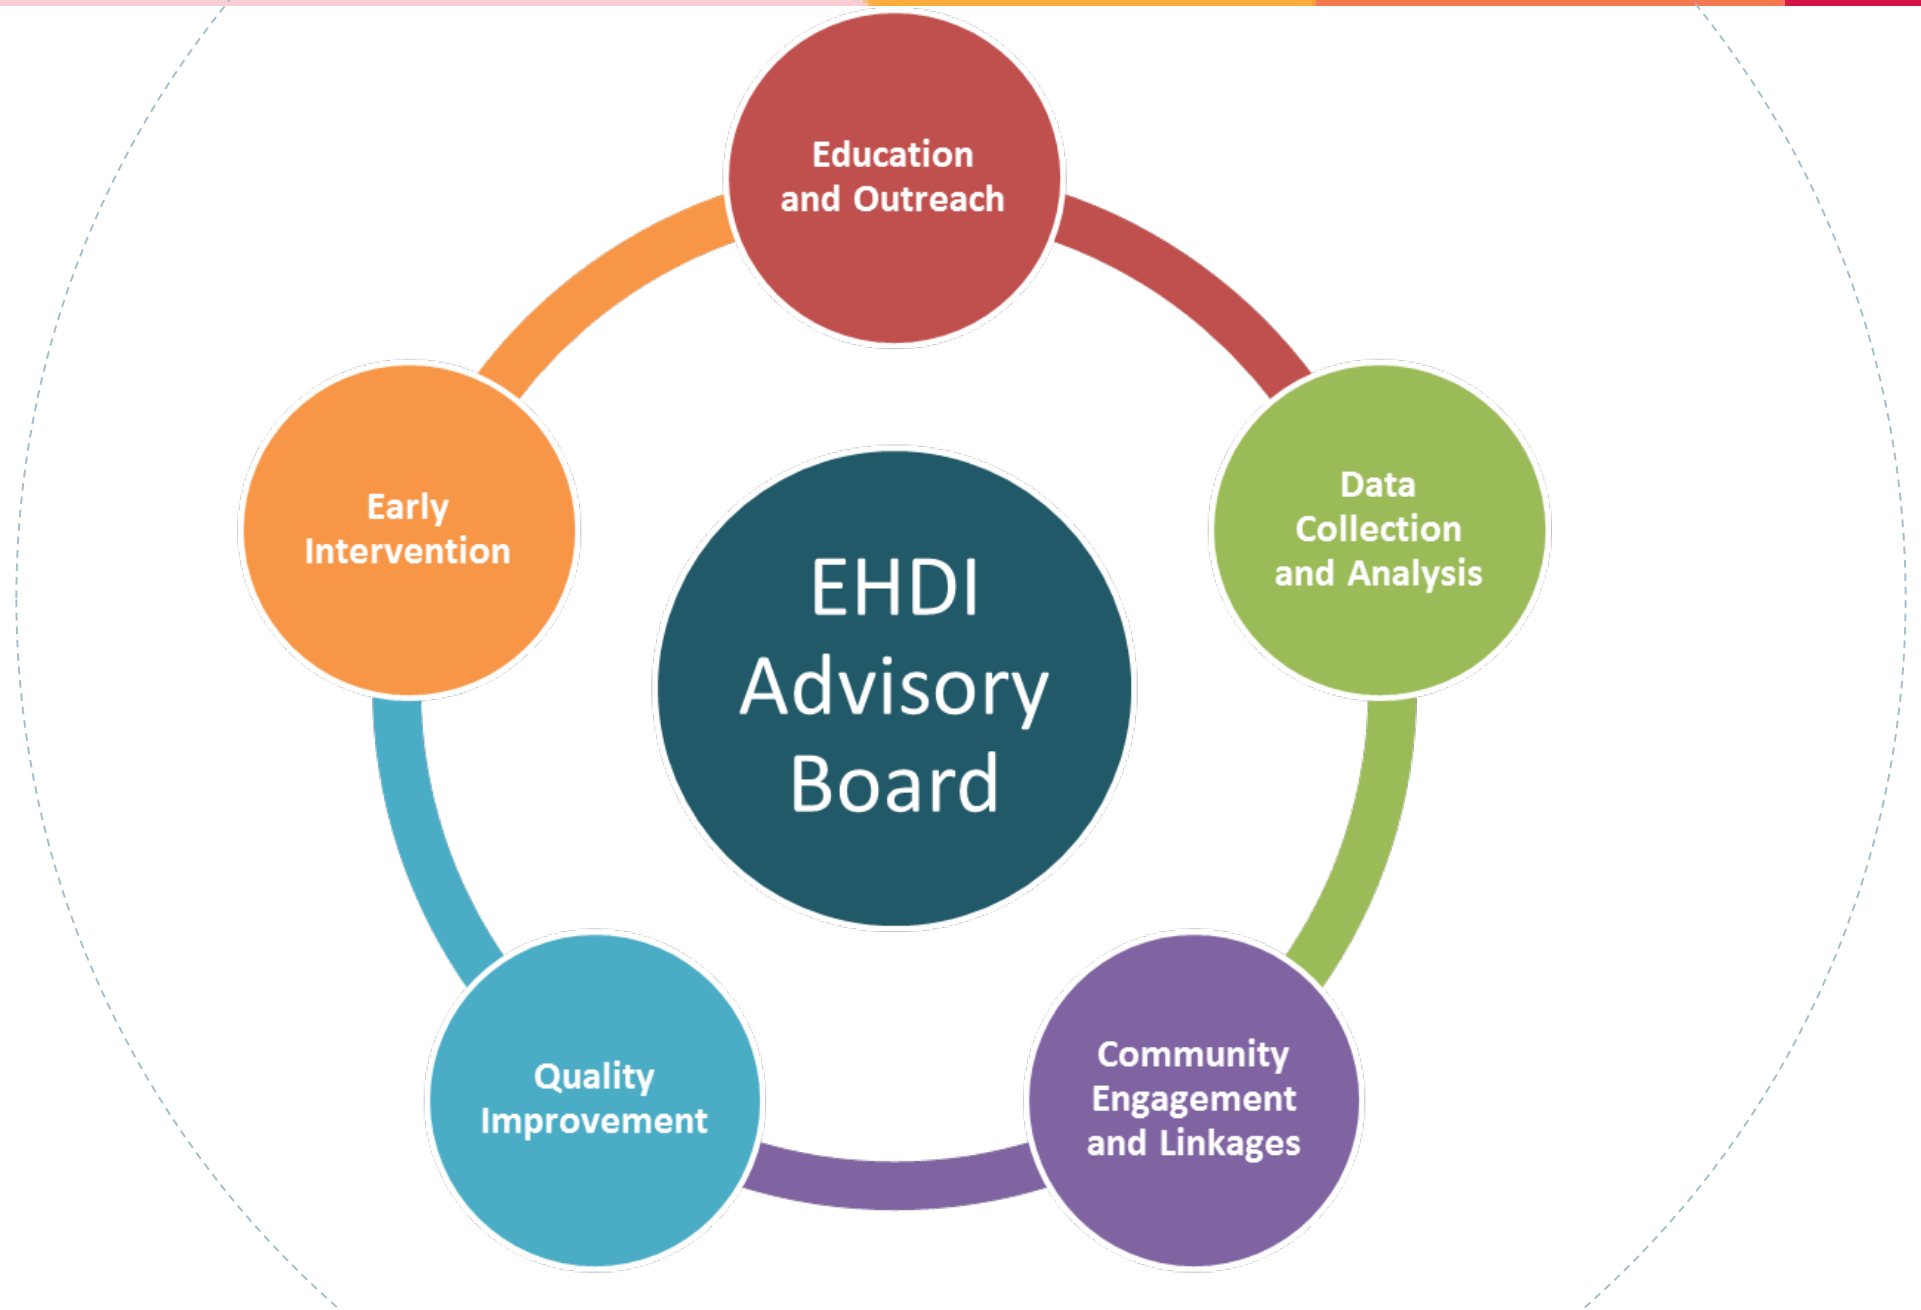 Education
and Outreach
Data
Collection
and Analysis
Community
Engagement
and Linkages
Quality
Improvement
Early
Intervention
EHDI
Advisory
Board